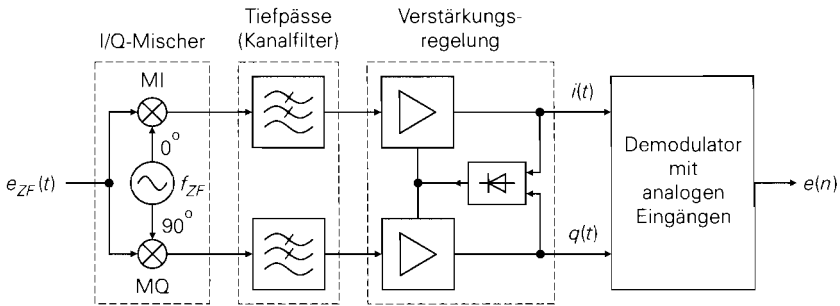 I/Q-Mischer
Tiefpässe
(Kanalfilter)
Verstärkungs-
regelung
MI
0°
e_ZF(t)
f_ZF
90°
MQ
i(t)
q(t)
Demodulator
mit
analogen
Eingängen
e(n)